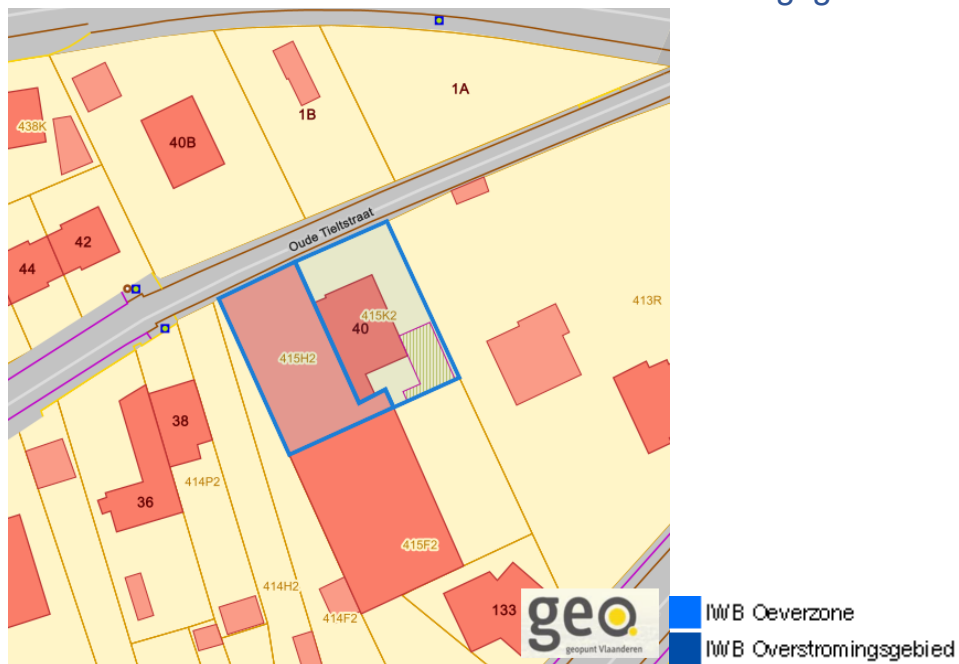 1A
1B
438K
40B
Oude Tieltstraat
42
44
413R
415K2
40
415H2
38
414P2
36
415F2
414H2
414F2
133
geo.
geopunt Vlaanderen
IWB Oeverzone
IWB Overstromingsgebied